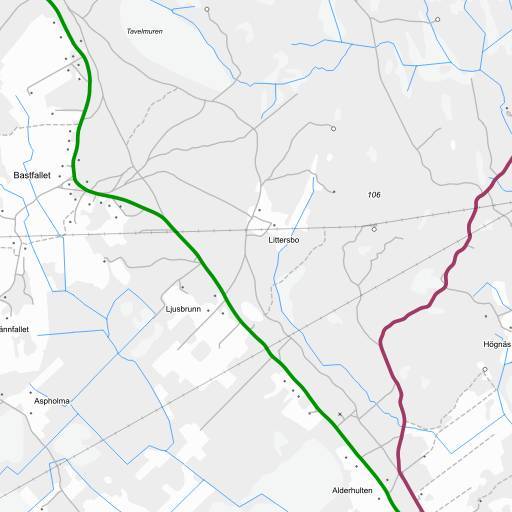 Tavelmuren
Bastfallet
106
Littersbo
Ljusbrunn
ännfallet
Högnäs
Aspholma
Alderhulten